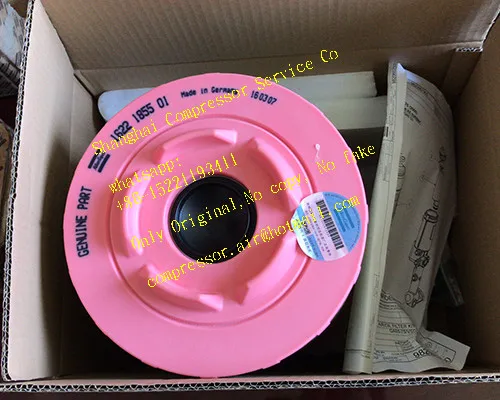 Shanghai Compressor Service Co
Whatsapp:
+86 15221193411
Only Original,No copy, No fake
compressor.air@hotmail.com
GENUINE PART
1622 1855 01
Made in Germany
160307